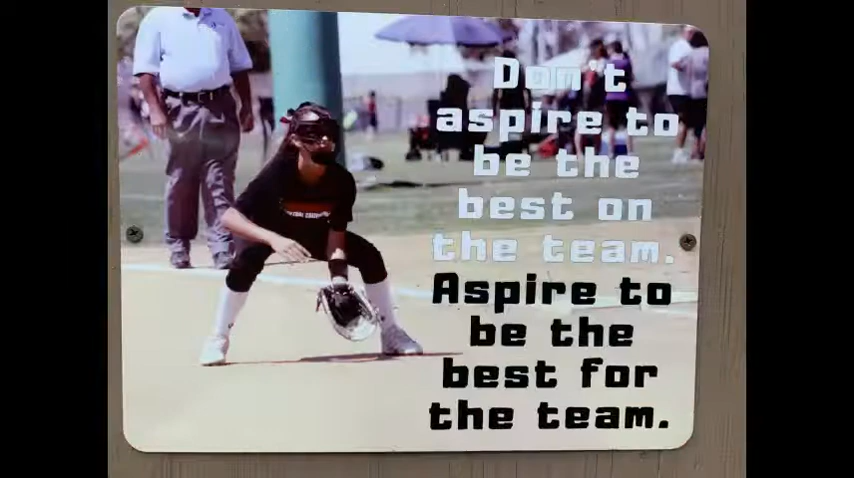 Don't
aspire to
be the
best on
the team.
Aspire to
be the
best for
the team.